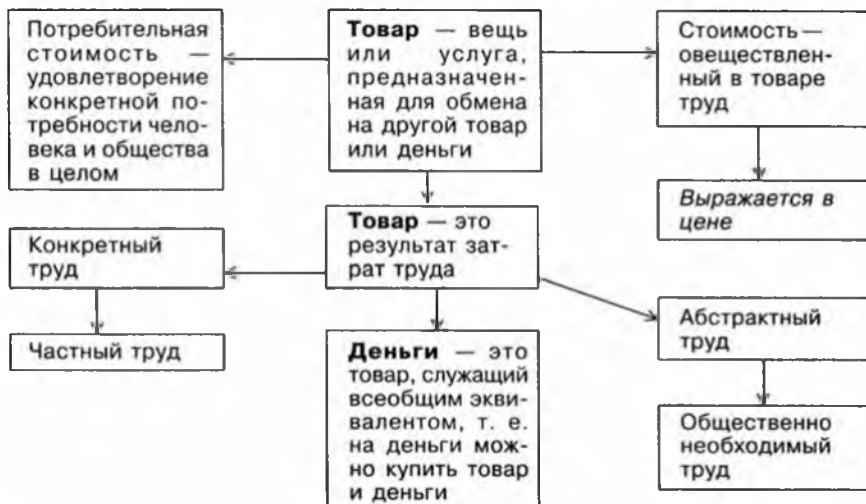 Потребительная
стоимость —
удовлетворение
конкретной по-
требности чело-
века и общества
в целом
Товар — вещь
или услуга,
предназначен-
ная для обмена
на другой товар
или деньги
Стоимость —
овеществлен-
ный в товаре
труд
Выражается в
цене
Товар — это
результат зат-
рат труда
Конкретный
труд
Частный труд
Абстрактный
труд
Деньги — это
товар, служащий
всеобщим экви-
валентом, т. е.
на деньги мож-
но купить товар
и деньги
Общественно
необходимый
труд